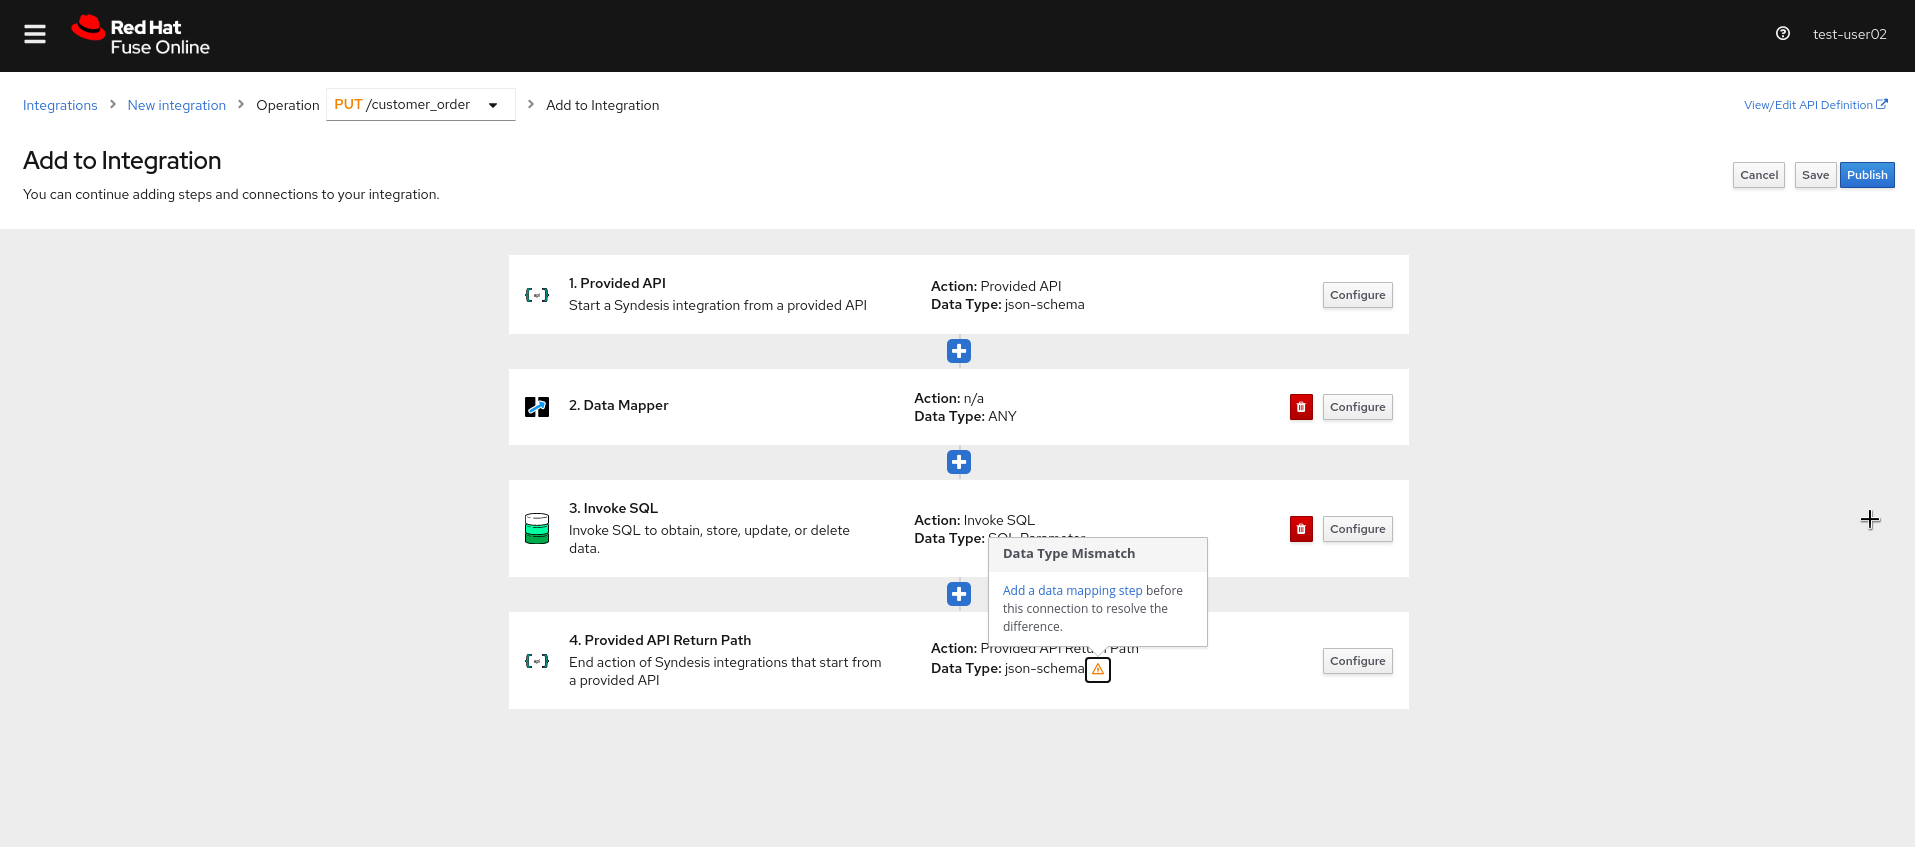 Red Hat
Fuse Online
test-user02
Integrations
New integration
Operation
PUT /customer_order
Add to Integration
View/Edit API Definition
Add to Integration
You can continue adding steps and connections to your integration.
Cancel
Save
Publish
1. Provided API
Start a Syndesis integration from a provided API
Action: Provided API
Data Type: json-schema
Configure
2. Data Mapper
Action: n/a
Data Type: ANY
Configure
3. Invoke SQL
Invoke SQL to obtain, store, update, or delete
data.
Action: Invoke SQL
Data Type: SQL Parameter
Configure
Data Type Mismatch
Add a data mapping step before
this connection to resolve the
difference.
4. Provided API Return Path
End action of Syndesis integrations that start from
a provided API
Action: Provided API Return Path
Data Type: json-schema
Configure